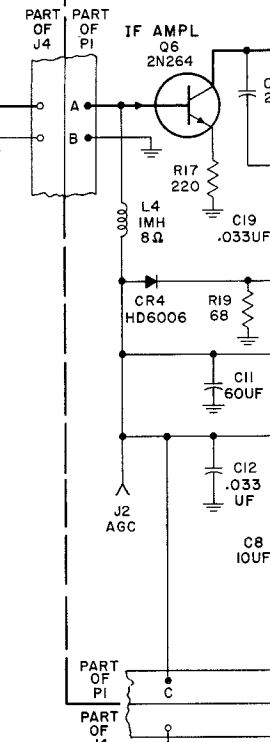 PART
OF
J4
PART
OF
P1
IF AMPL
Q6
2N264
A
B
R17
220
L4
1MH
8Ω
C19
.033UF
CR4
HD6006
R19
68
C11
60UF
C12
.033
UF
J2
AGC
C8
10UF
PART
OF
P1
C
PART
OF